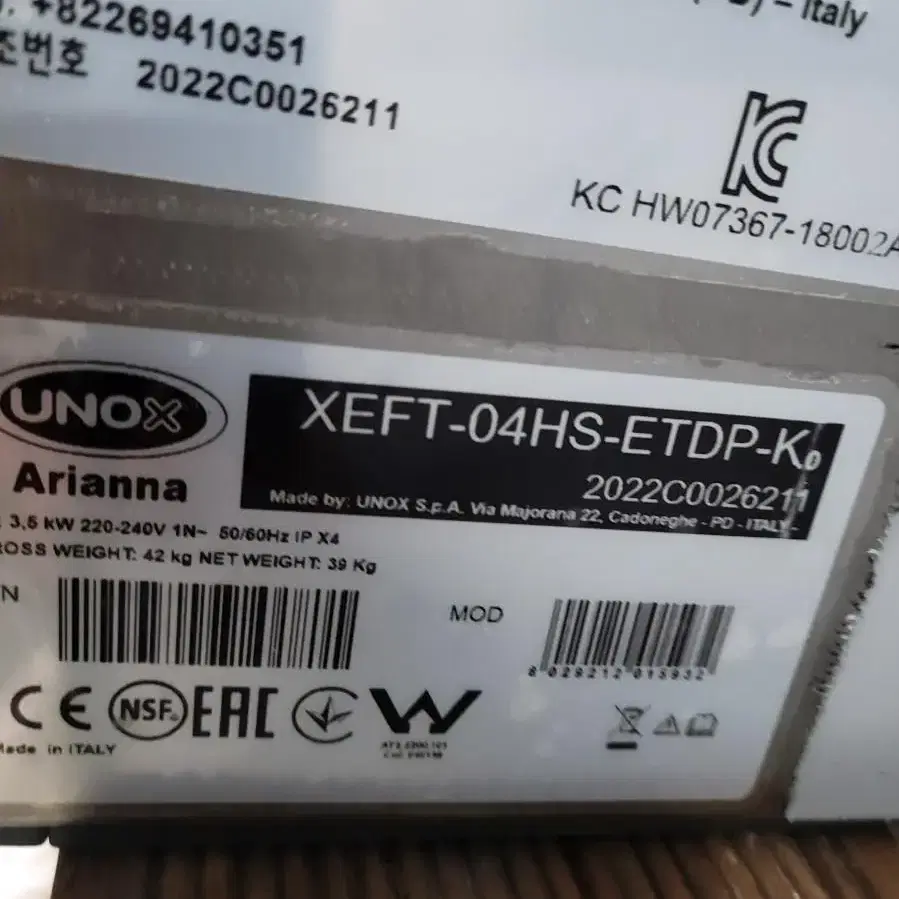 +82269410351
– Italy
조번호 2022C0026211
KC
KC HW07367-18002A
UNOX
Arianna
XEFT-04HS-ETDP-K
2022C0026211
Made by: UNOX S.p.A. Via Majorana 22, Cadoneghe - PD - ITALY -
3,5 kW 220-240V 1N~ 50/60Hz IP X4
OSS WEIGHT: 42 kg NET WEIGHT: 39 Kg
N
MOD
8 029212 015932
CE NSF EAC W
Made in ITALY